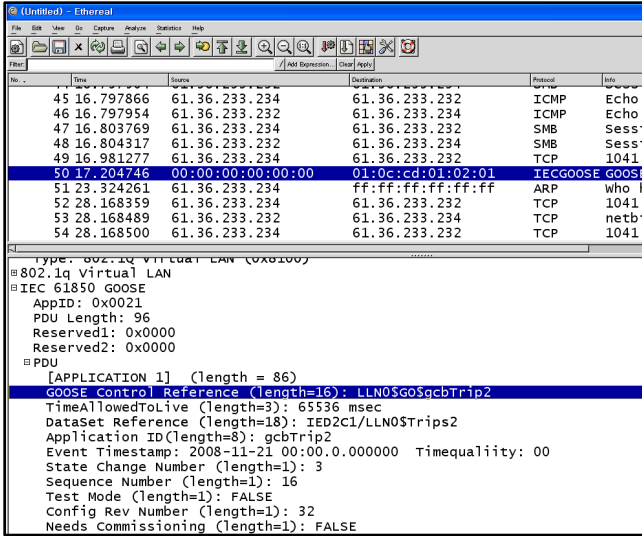 (Untitled) - Ethereal
File Edit View Go Capture Analyze Statistics Help
Filter: Add Expression... Clear Apply
No. . Time Source Destination Protocol Info
45 16.797866 61.36.233.234 61.36.233.232 ICMP Echo
46 16.797954 61.36.233.232 61.36.233.234 ICMP Echo
47 16.803769 61.36.233.234 61.36.233.232 SMB Sess
48 16.804317 61.36.233.232 61.36.233.234 SMB Sess
49 16.981277 61.36.233.234 61.36.233.232 TCP 1041
50 17.204746 00:00:00:00:00:00 01:0c:cd:01:02:01 IECGOOSE GOOSE
51 23.324261 61.36.233.234 ff:ff:ff:ff:ff:ff ARP Who
52 28.168359 61.36.233.234 61.36.233.232 TCP 1041
53 28.168489 61.36.233.232 61.36.233.234 TCP netb
54 28.168500 61.36.233.234 61.36.233.232 TCP 1041
Type: 802.1Q Virtual LAN (0x8100)
802.1q Virtual LAN
IEC 61850 GOOSE
AppID: 0x0021
PDU Length: 96
Reserved1: 0x0000
Reserved2: 0x0000
PDU
[APPLICATION 1] (length = 86)
GOOSE Control Reference (length=16): LLN0$GO$gcbTrip2
TimeAllowedToLive (length=3): 65536 msec
DataSet Reference (length=18): IED2C1/LLN0$Trips2
Application ID(length=8): gcbTrip2
Event Timestamp: 2008-11-21 00:00.0.000000 Timequaliity: 00
State Change Number (length=1): 3
Sequence Number (length=1): 16
Test Mode (length=1): FALSE
Config Rev Number (length=1): 32
Needs Commissioning (length=1): FALSE